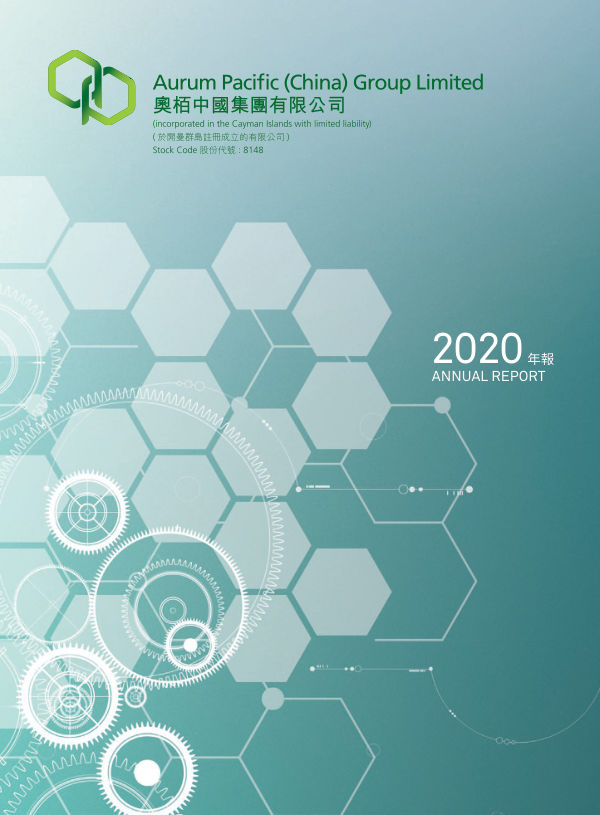 Aurum Pacific (China) Group Limited
奧栢中國集團有限公司
(incorporated in the Cayman Islands with limited liability)
(於開曼群島註冊成立的有限公司)
Stock Code 股份代號 : 8148
2020 年報
ANNUAL REPORT